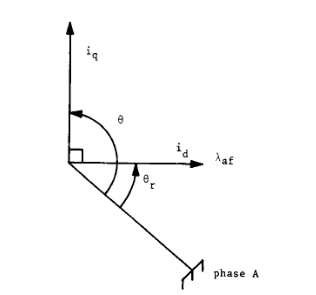 i_q
θ
i_d λ_af
θ_r
phase A